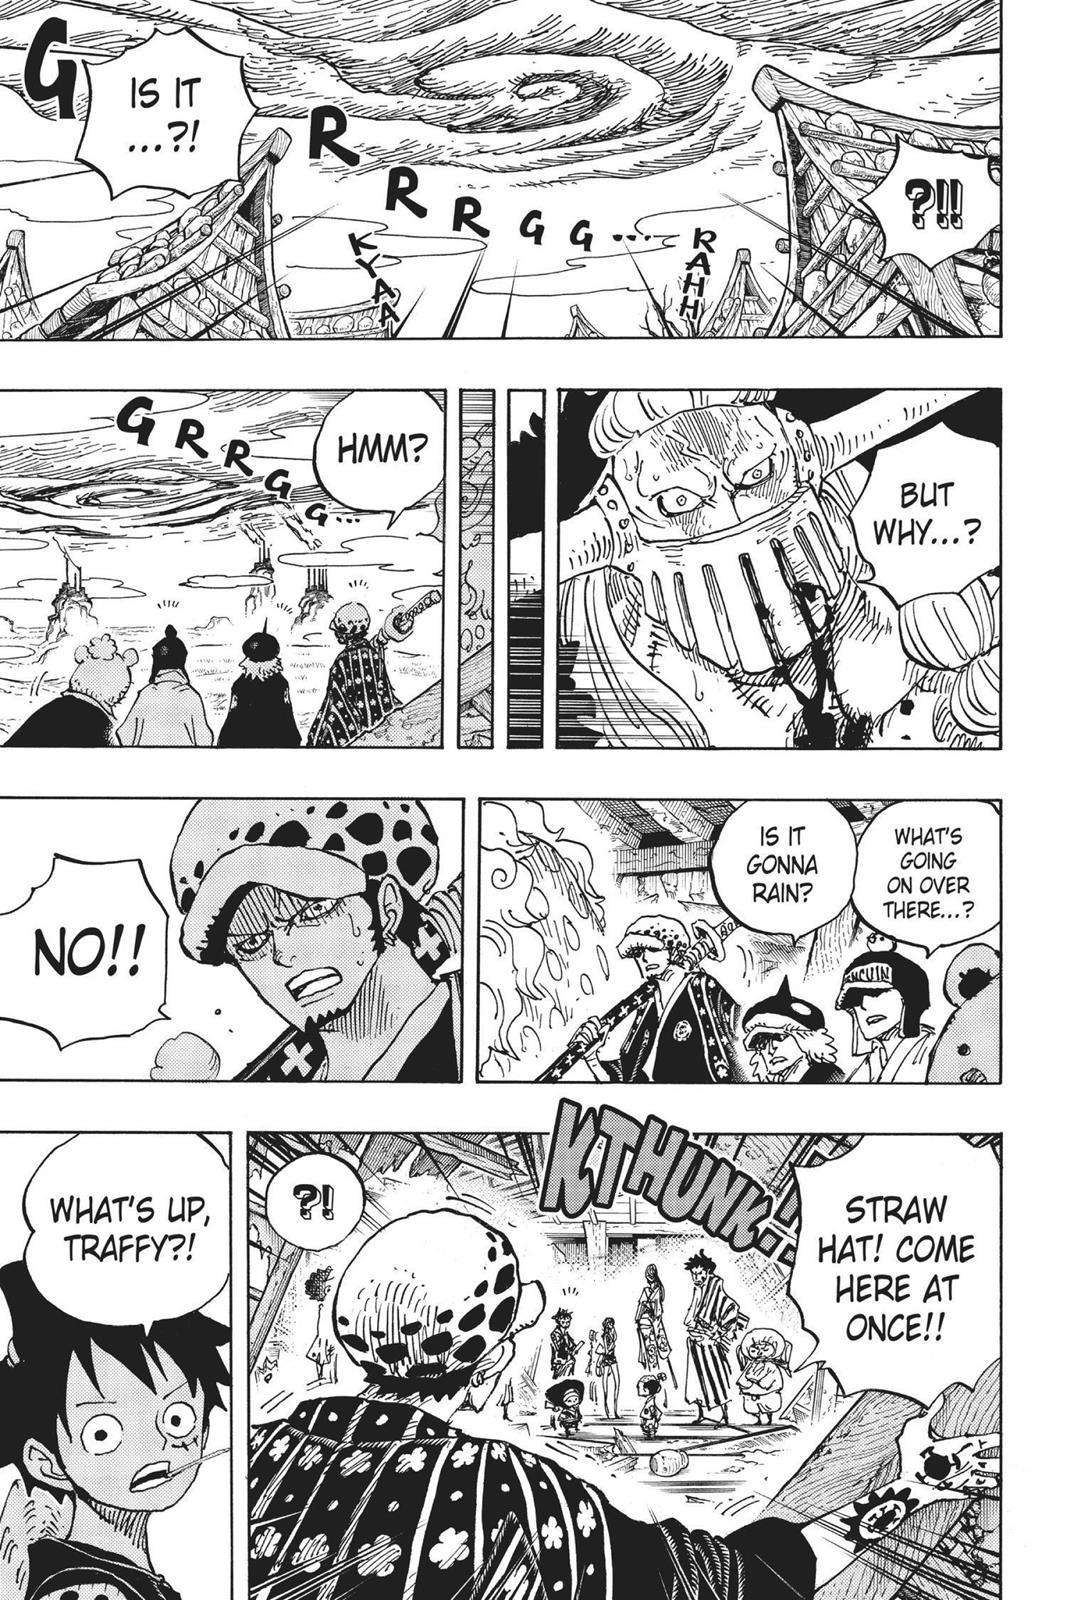 ?!!
IS IT
...?!
GRRRGG...
RAHH
KYAA
BUT
WHY...?
HMM?
GRRGG...
WHAT'S
GOING
ON OVER
THERE...?
IS IT
GONNA
RAIN?
PENGUIN
NO!!
STRAW
HAT! COME
HERE AT
ONCE!!
KTHUNK
?!
WHAT'S UP,
TRAFFY?!